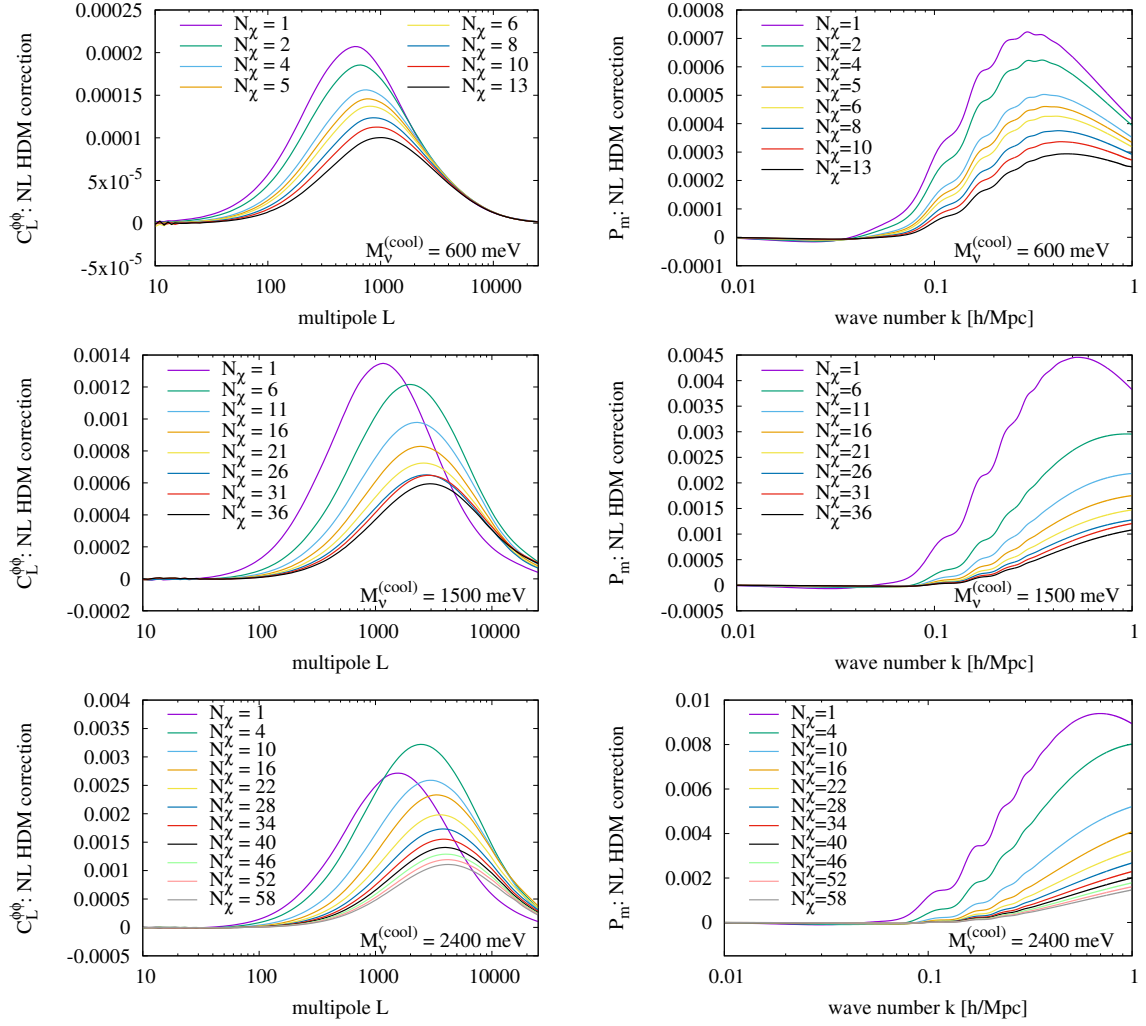 C_L^ϕϕ: NL HDM correction
0.00025
0.0002
0.00015
0.0001
5x10^-5
0
-5x10^-5
N_χ = 1
N_χ = 2
N_χ = 4
N_χ = 5
N_χ = 6
N_χ = 8
N_χ = 10
N_χ = 13
M_ν^(cool) = 600 meV
10 100 1000 10000
multipole L
P_m: NL HDM correction
0.0008
0.0007
0.0006
0.0005
0.0004
0.0003
0.0002
0.0001
0
-0.0001
N_χ=1
N_χ=2
N_χ=4
N_χ=5
N_χ=6
N_χ=8
N_χ=10
N_χ=13
M_ν^(cool) = 600 meV
0.01 0.1 1
wave number k [h/Mpc]
C_L^ϕϕ: NL HDM correction
0.0014
0.0012
0.001
0.0008
0.0006
0.0004
0.0002
0
-0.0002
N_χ = 1
N_χ = 6
N_χ = 11
N_χ = 16
N_χ = 21
N_χ = 26
N_χ = 31
N_χ = 36
M_ν^(cool) = 1500 meV
10 100 1000 10000
multipole L
P_m: NL HDM correction
0.0045
0.004
0.0035
0.003
0.0025
0.002
0.0015
0.001
0.0005
0
-0.0005
N_χ=1
N_χ=6
N_χ=11
N_χ=16
N_χ=21
N_χ=26
N_χ=31
N_χ=36
M_ν^(cool) = 1500 meV
0.01 0.1 1
wave number k [h/Mpc]
C_L^ϕϕ: NL HDM correction
0.004
0.0035
0.003
0.0025
0.002
0.0015
0.001
0.0005
0
-0.0005
N_χ = 1
N_χ = 4
N_χ = 10
N_χ = 16
N_χ = 22
N_χ = 28
N_χ = 34
N_χ = 40
N_χ = 46
N_χ = 52
N_χ = 58
M_ν^(cool) = 2400 meV
10 100 1000 10000
multipole L
P_m: NL HDM correction
0.01
0.008
0.006
0.004
0.002
0
N_χ=1
N_χ=4
N_χ=10
N_χ=16
N_χ=22
N_χ=28
N_χ=34
N_χ=40
N_χ=46
N_χ=52
N_χ=58
M_ν^(cool) = 2400 meV
0.01 0.1 1
wave number k [h/Mpc]